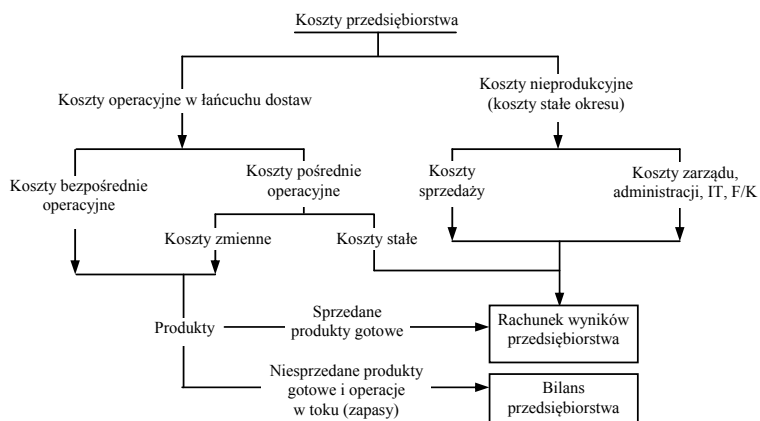 Koszty przedsiębiorstwa
Koszty operacyjne w łańcuchu dostaw
Koszty nieprodukcyjne
(koszty stałe okresu)
Koszty bezpośrednie
operacyjne
Koszty pośrednie
operacyjne
Koszty
sprzedaży
Koszty zarządu,
administracji, IT, F/K
Koszty zmienne
Koszty stałe
Produkty
Sprzedane
produkty gotowe
Rachunek wyników
przedsiębiorstwa
Niesprzedane produkty
gotowe i operacje
w toku (zapasy)
Bilans
przedsiębiorstwa